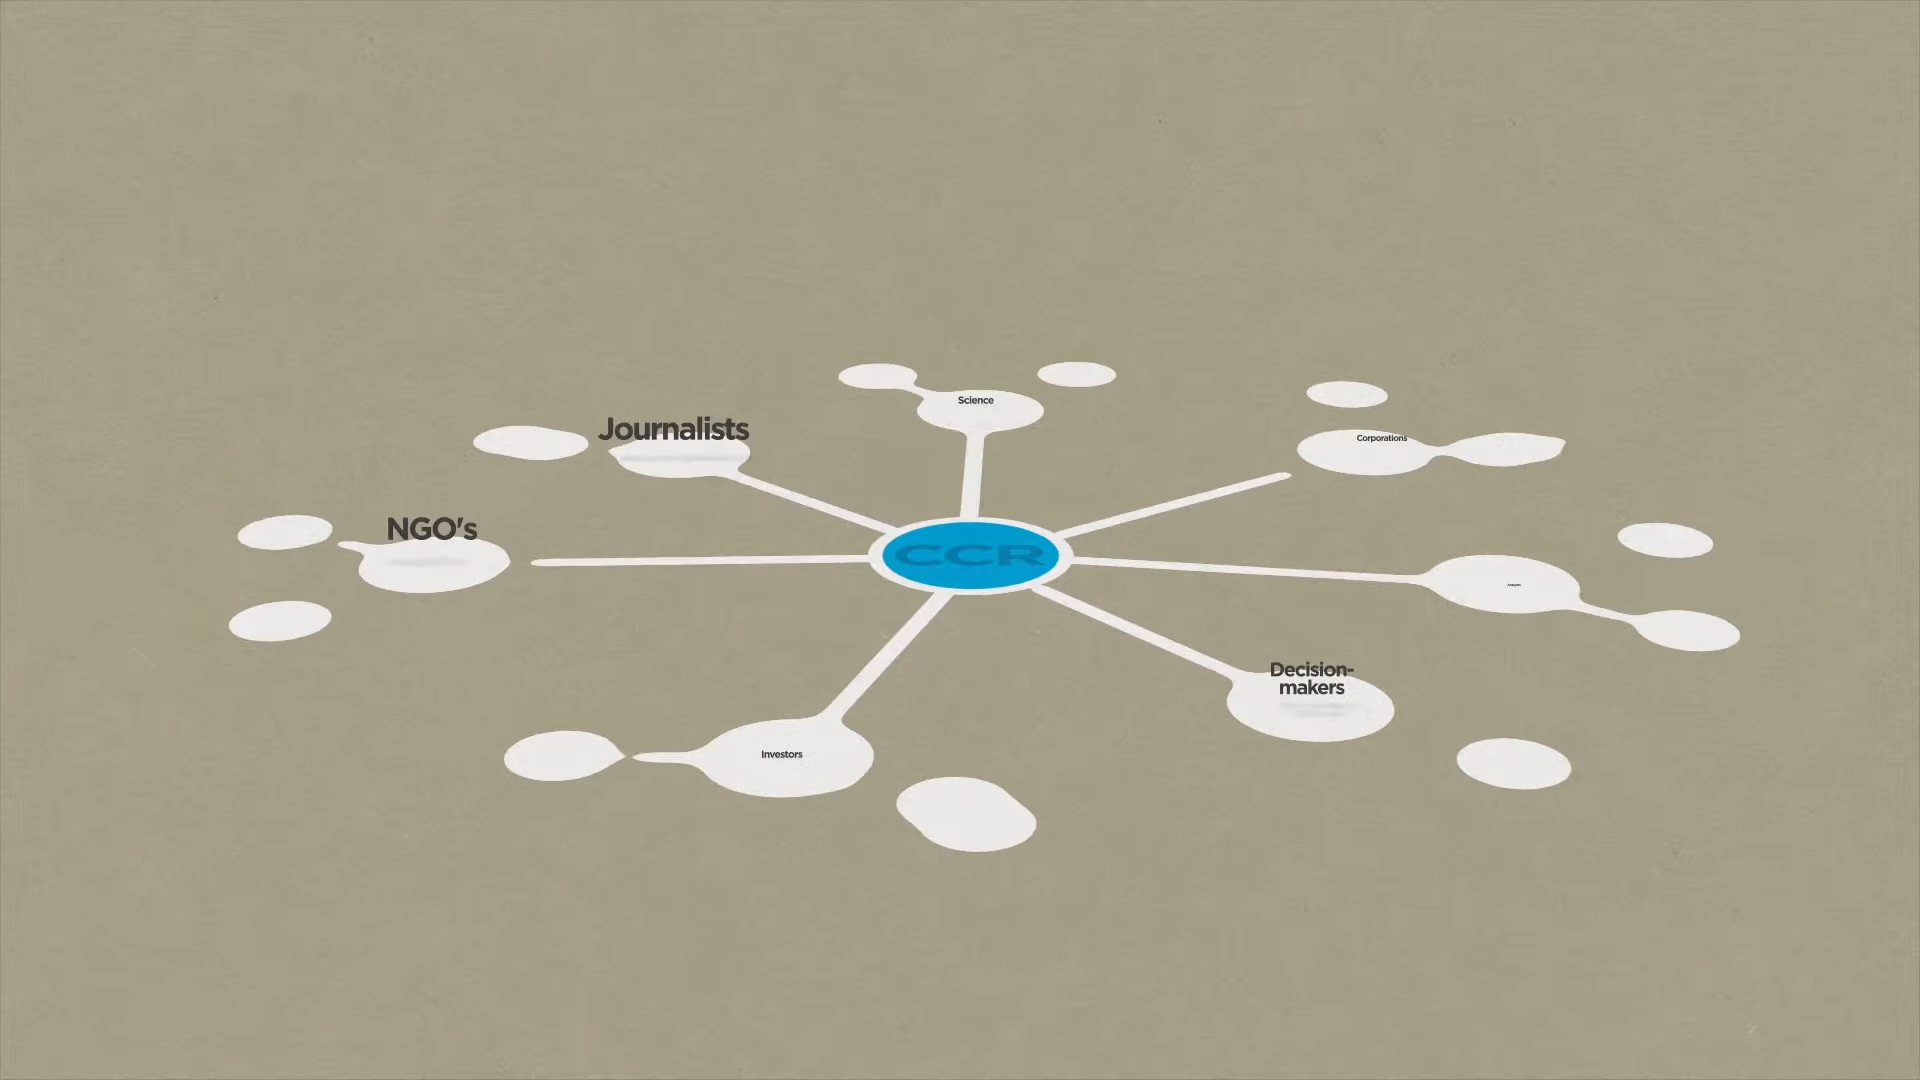 Science
Journalists
Corporations
NGO's
CCR
Decision-
makers
Investors